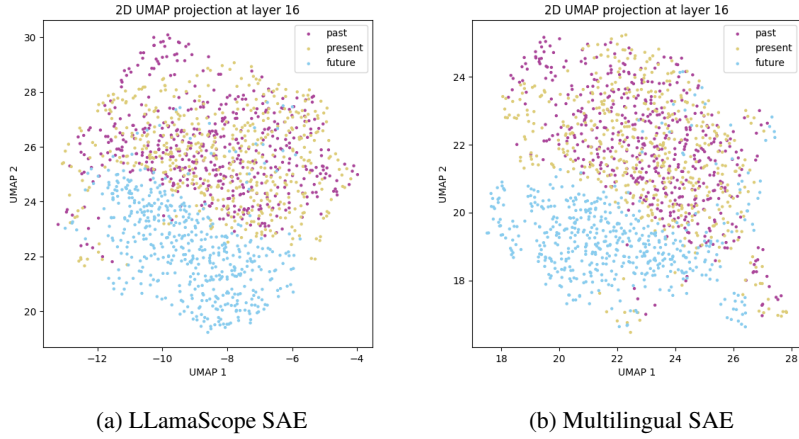 2D UMAP projection at layer 16
past
present
future
30
28
26
24
22
20
UMAP 2
−12
−10
−8
−6
−4
UMAP 1
(a) LLamaScope SAE
2D UMAP projection at layer 16
past
present
future
24
22
20
18
UMAP 2
18
20
22
24
26
28
UMAP 1
(b) Multilingual SAE